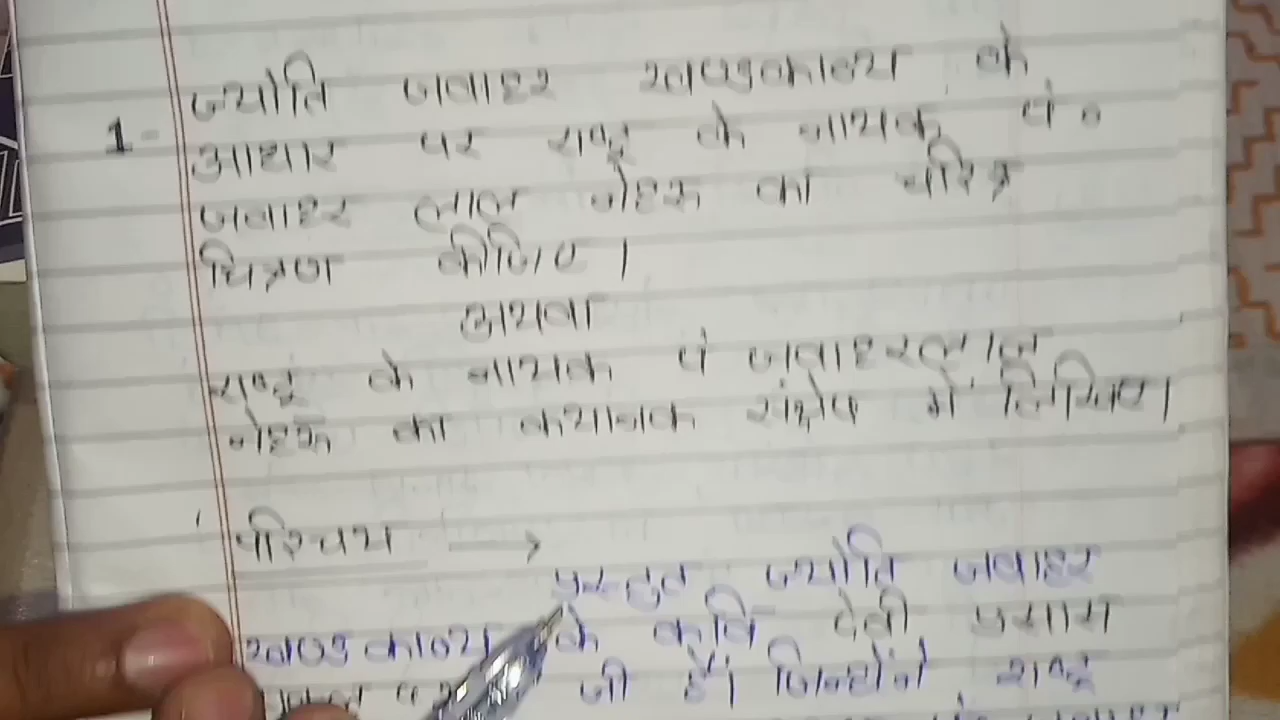 ज्योति जवाहर खण्डकाव्य के
1- आधार पर राष्ट्र के नायक पं०
जवाहर लाल नेहरू का चरित्र
चित्रण कीजिए।
अथवा
राष्ट्र के नायक पं जवाहरलाल
नेहरू का कथानक संक्षेप में लिखिए।
परिचय →
प्रस्तुत ज्योति जवाहर
खण्डकाव्य के कवि देवी प्रसाद
जी हैं। जिन्होंने राष्ट्र